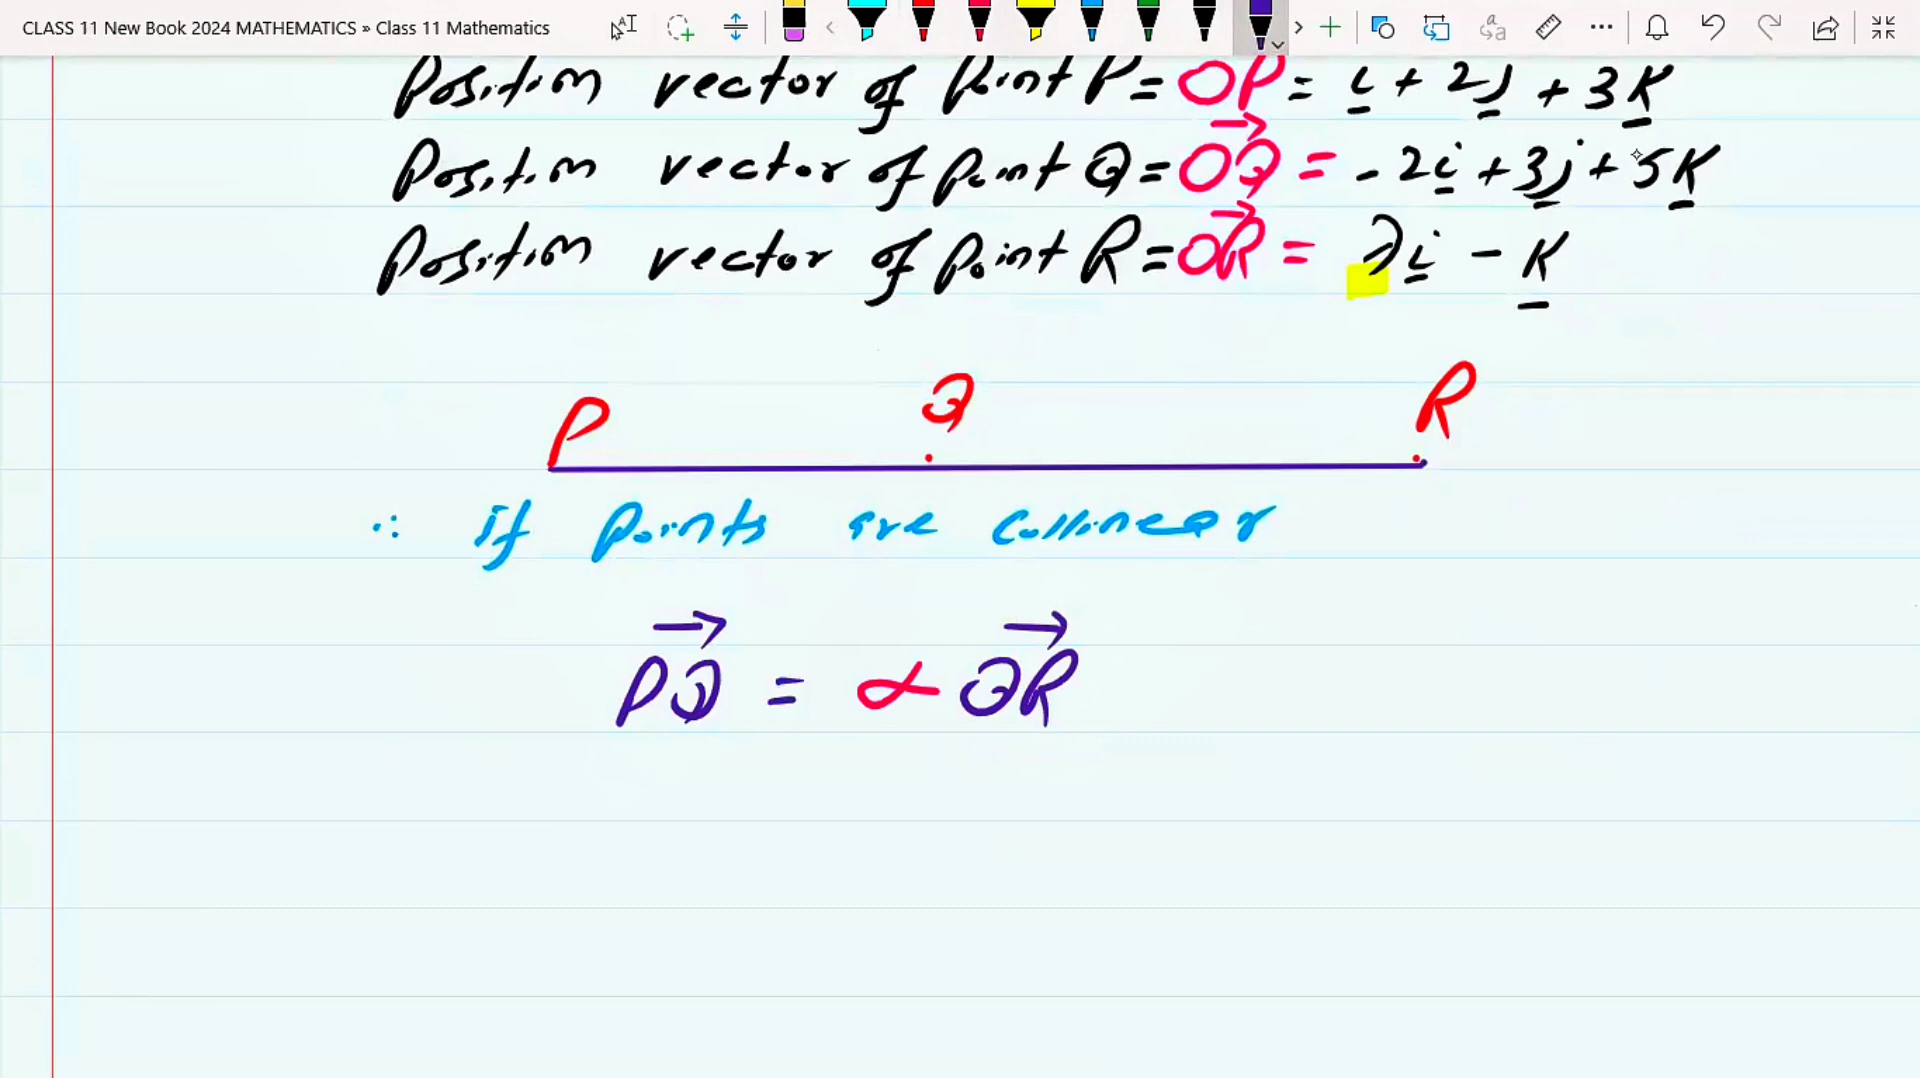 CLASS 11 New Book 2024 MATHEMATICS » Class 11 Mathematics
Position vector of point P = OP = i + 2j + 3k
Position vector of point Q = OQ = - 2i + 3j + 5k
Position vector of point R = OR = λi - k
P Q R
∴ if points are collinear
PQ = α QR